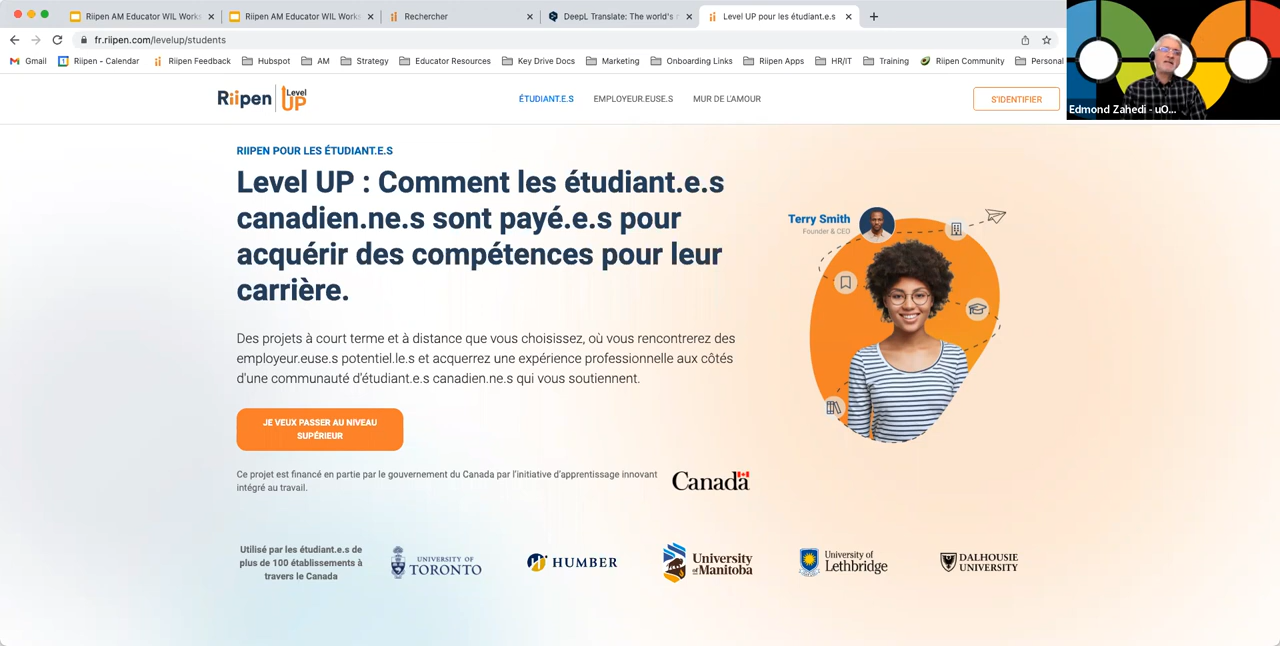 Riipen AM Educator WIL Works
Riipen AM Educator WIL Works
Rechercher
DeepL Translate: The world's
Level UP pour les étudiant.e.s
fr.riipen.com/levelup/students
Gmail
Riipen - Calendar
Riipen Feedback
Hubspot
AM
Strategy
Educator Resources
Key Drive Docs
Marketing
Onboarding Links
Riipen Apps
HR/IT
Training
Riipen Community
Personal
Edmond Zahedi - uO...
Riipen Level UP
ÉTUDIANT.E.S
EMPLOYEUR.EUSE.S
MUR DE L'AMOUR
S'IDENTIFIER
RIIPEN POUR LES ÉTUDIANT.E.S
Level UP : Comment les étudiant.e.s
canadien.ne.s sont payé.e.s pour
acquérir des compétences pour leur
carrière.
Terry Smith
Founder & CEO
Des projets à court terme et à distance que vous choisissez, où vous rencontrerez des
employeur.euse.s potentiel.le.s et acquerrez une expérience professionnelle aux côtés
d'une communauté d'étudiant.e.s canadien.ne.s qui vous soutiennent.
JE VEUX PASSER AU NIVEAU
SUPÉRIEUR
Ce projet est financé en partie par le gouvernement du Canada par l'initiative d'apprentissage innovant
intégré au travail.
Canada
Utilisé par les étudiant.e.s de
plus de 100 établissements à
travers le Canada
UNIVERSITY OF
TORONTO
HUMBER
University
of Manitoba
University of
Lethbridge
DALHOUSIE
UNIVERSITY